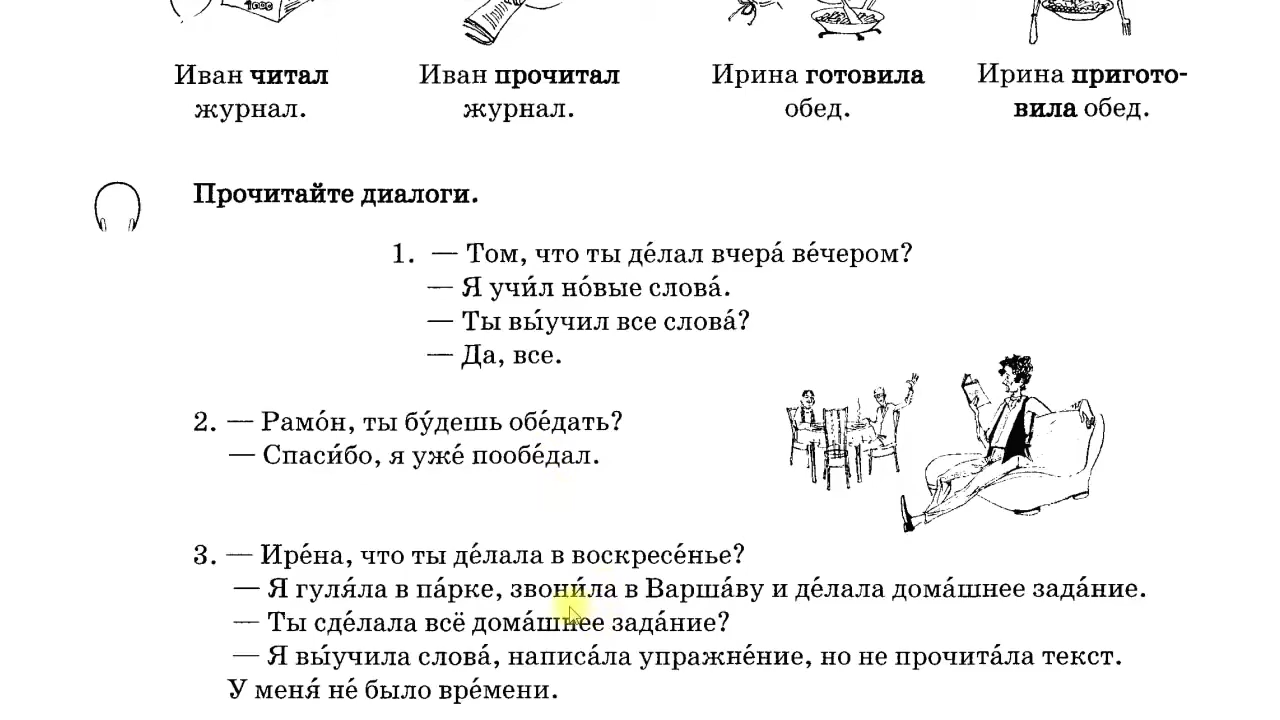 Иван читал Иван прочитал Ирина готовила Ирина пригото-
журнал. журнал. обед. вила обед.
Прочитайте диалоги.
1. — Том, что ты де́лал вчера́ ве́чером?
— Я учи́л но́вые слова́.
— Ты вы́учил все слова́?
— Да, все.
2. — Рамо́н, ты бу́дешь обе́дать?
— Спаси́бо, я уже́ пообе́дал.
3. — Ире́на, что ты де́лала в воскресе́нье?
— Я гуля́ла в па́рке, звони́ла в Варша́ву и де́лала дома́шнее зада́ние.
— Ты сде́лала всё дома́шнее зада́ние?
— Я вы́учила слова́, написа́ла упражне́ние, но не прочита́ла текст.
У меня́ не́ было вре́мени.